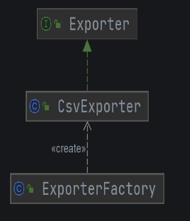 I Exporter
C CsvExporter
«create»
C ExporterFactory